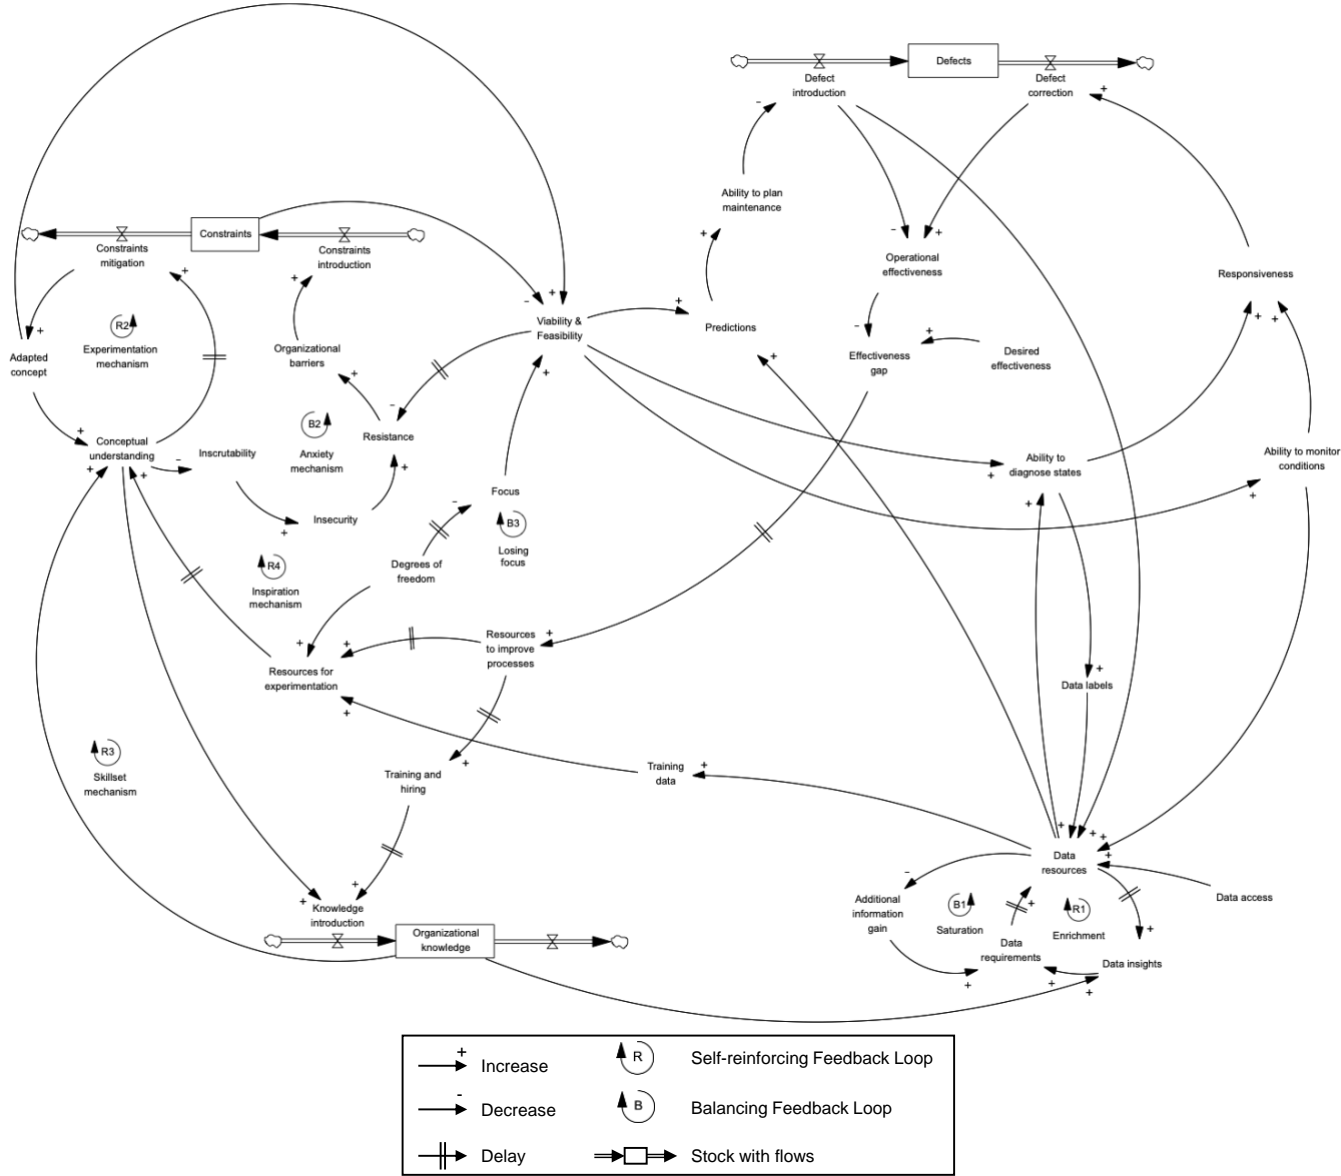 Defects
Defect
introduction
Defect
correction
-
+
Ability to plan
maintenance
Constraints
Constraints
mitigation
Constraints
introduction
+
-
+
Operational
effectiveness
Responsiveness
+
+
-
+
+
Viability &
Feasibility
+
Predictions
-
+
+
+
R2
Experimentation
mechanism
Organizational
barriers
Effectiveness
gap
Desired
effectiveness
Adapted
concept
+
+
+
-
B2
Anxiety
mechanism
Resistance
+
Conceptual
understanding
+
+
-
Inscrutability
+
Ability to
diagnose states
+
Ability to monitor
conditions
+
+
Focus
-
B3
Losing
focus
Insecurity
+
+
R4
Inspiration
mechanism
Degrees of
freedom
Resources
to improve
processes
+
+
+
Resources for
experimentation
+
+
Data labels
R3
Skillset
mechanism
+
Training and
hiring
Training
data
+
+
+
+
+
Data
resources
-
+
+
Knowledge
introduction
Organizational
knowledge
Additional
information
gain
B1
Saturation
+
R1
Enrichment
Data access
+
Data
requirements
Data insights
+
+
+
+
Increase
R
Self-reinforcing Feedback Loop
-
Decrease
B
Balancing Feedback Loop
Delay
Stock with flows